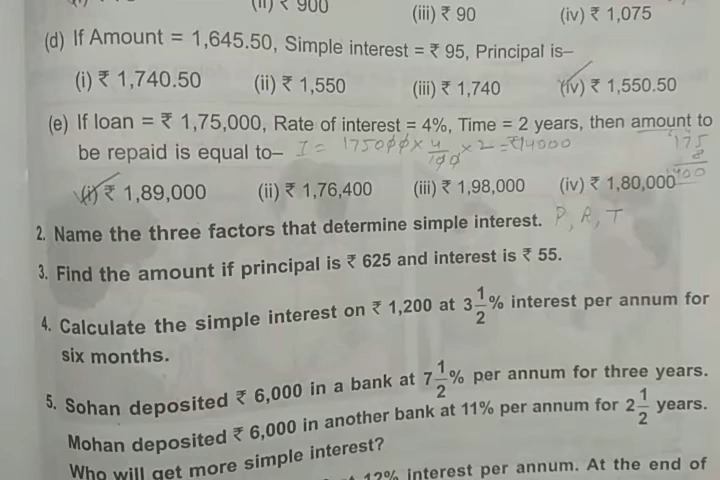 (ii) ₹ 900 (iii) ₹ 90 (iv) ₹ 1,075
(d) If Amount = 1,645.50, Simple interest = ₹ 95, Principal is–
(i) ₹ 1,740.50 (ii) ₹ 1,550 (iii) ₹ 1,740 (iv) ₹ 1,550.50
(e) If loan = ₹ 1,75,000, Rate of interest = 4%, Time = 2 years, then amount to
be repaid is equal to– I = 175000 × 4/100 × 2 = ₹14000
175
8
1400
(i) ₹ 1,89,000 (ii) ₹ 1,76,400 (iii) ₹ 1,98,000 (iv) ₹ 1,80,000
2. Name the three factors that determine simple interest. P, R, T
3. Find the amount if principal is ₹ 625 and interest is ₹ 55.
4. Calculate the simple interest on ₹ 1,200 at 3 1/2 % interest per annum for
six months.
5. Sohan deposited ₹ 6,000 in a bank at 7 1/2 % per annum for three years.
Mohan deposited ₹ 6,000 in another bank at 11% per annum for 2 1/2 years.
Who will get more simple interest?
12% interest per annum. At the end of